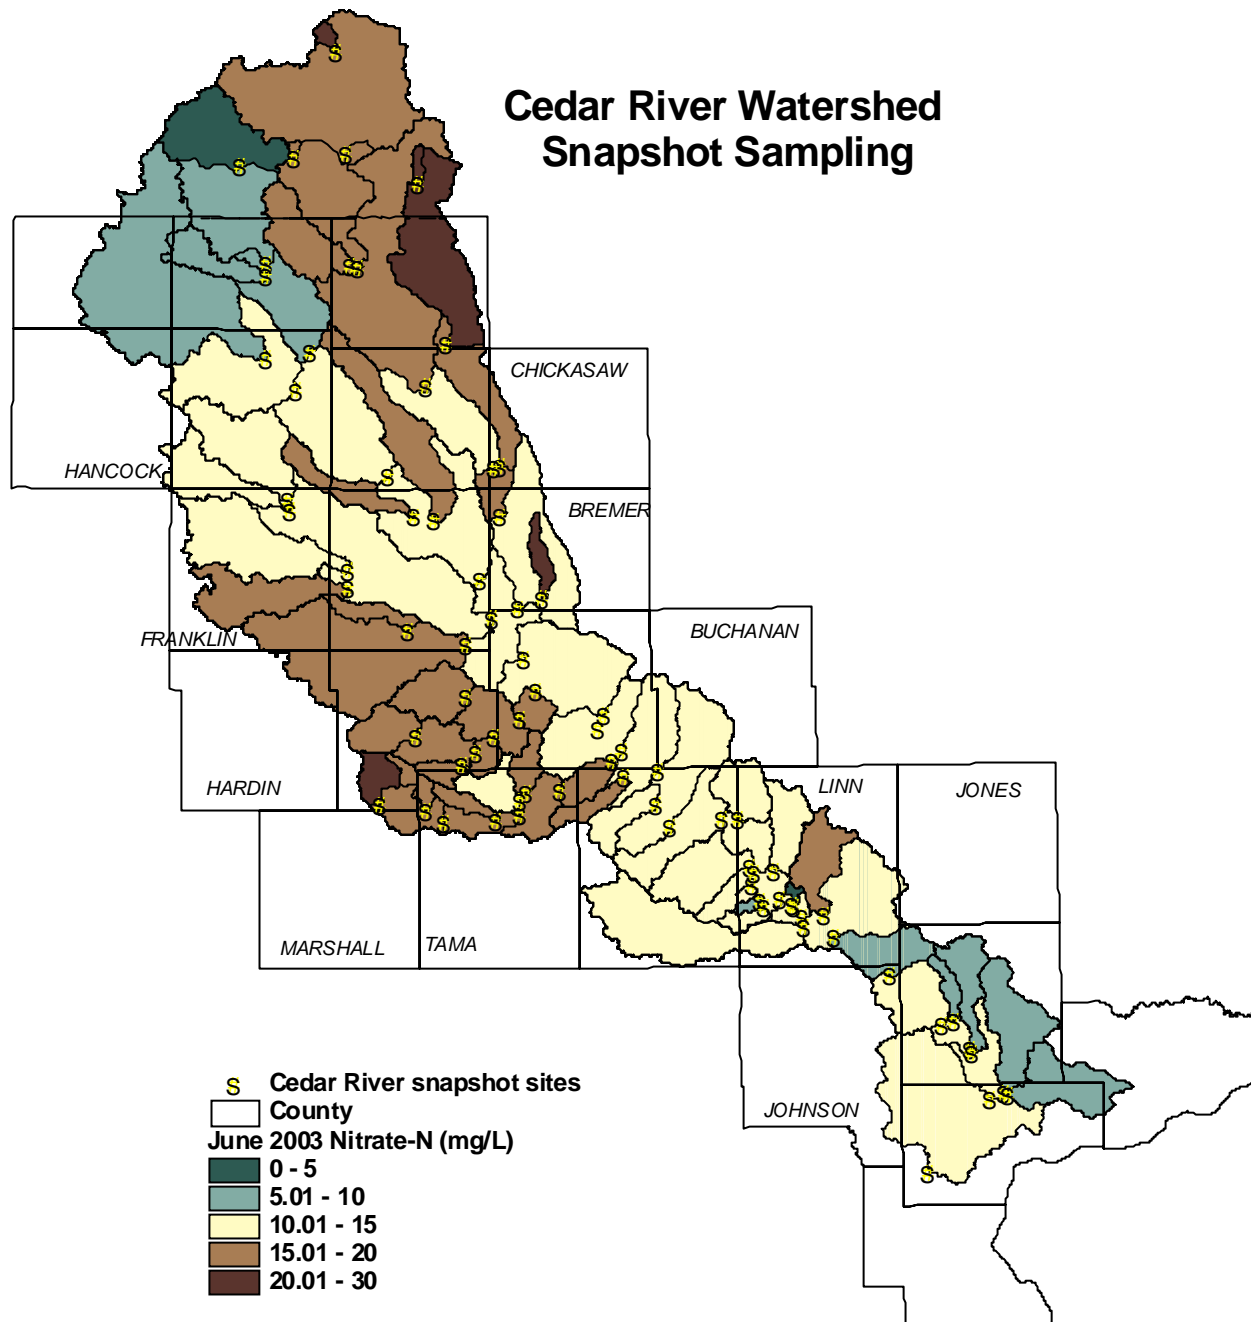 Cedar River Watershed
Snapshot Sampling
CHICKASAW
HANCOCK
BREMER
BUCHANAN
FRANKLIN
HARDIN
LINN
JONES
MARSHALL
TAMA
JOHNSON
S Cedar River snapshot sites
County
June 2003 Nitrate-N (mg/L)
0 - 5
5.01 - 10
10.01 - 15
15.01 - 20
20.01 - 30